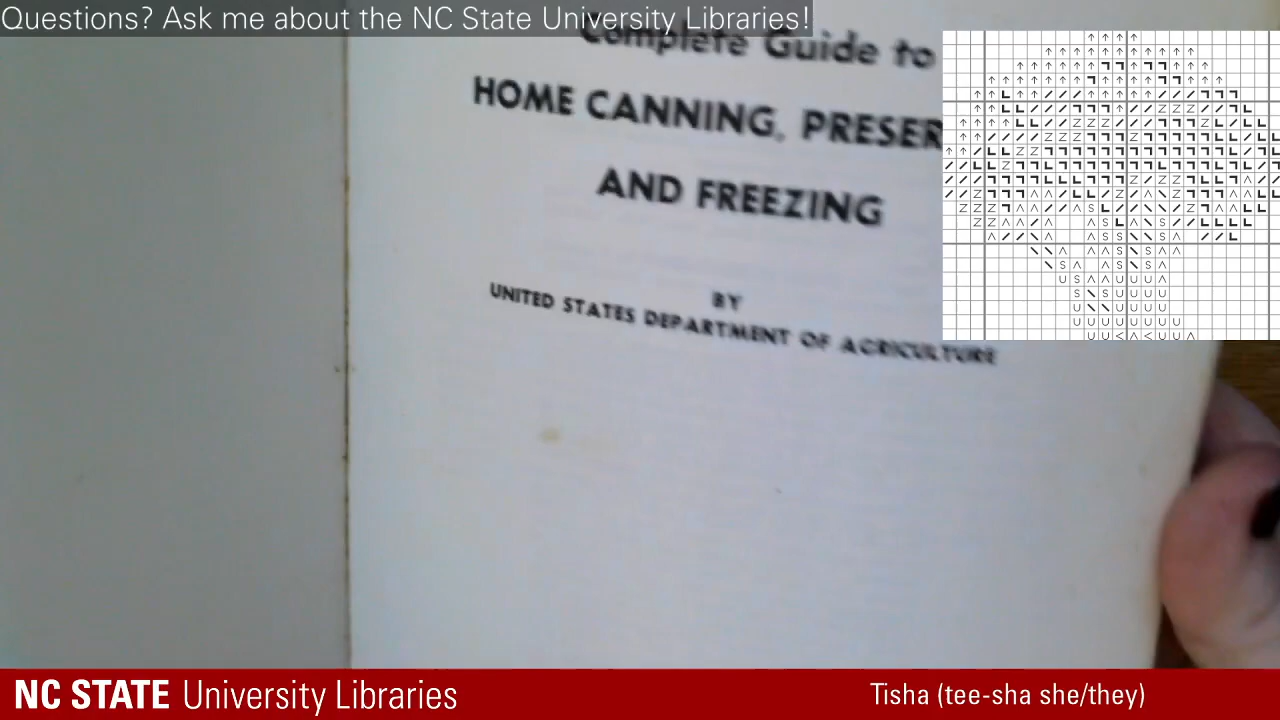 Questions? Ask me about the NC State University Libraries!
Complete Guide to
HOME CANNING, PRESER
AND FREEZING
BY
UNITED STATES DEPARTMENT OF AGRICULTURE
NC STATE University Libraries
Tisha (tee-sha she/they)